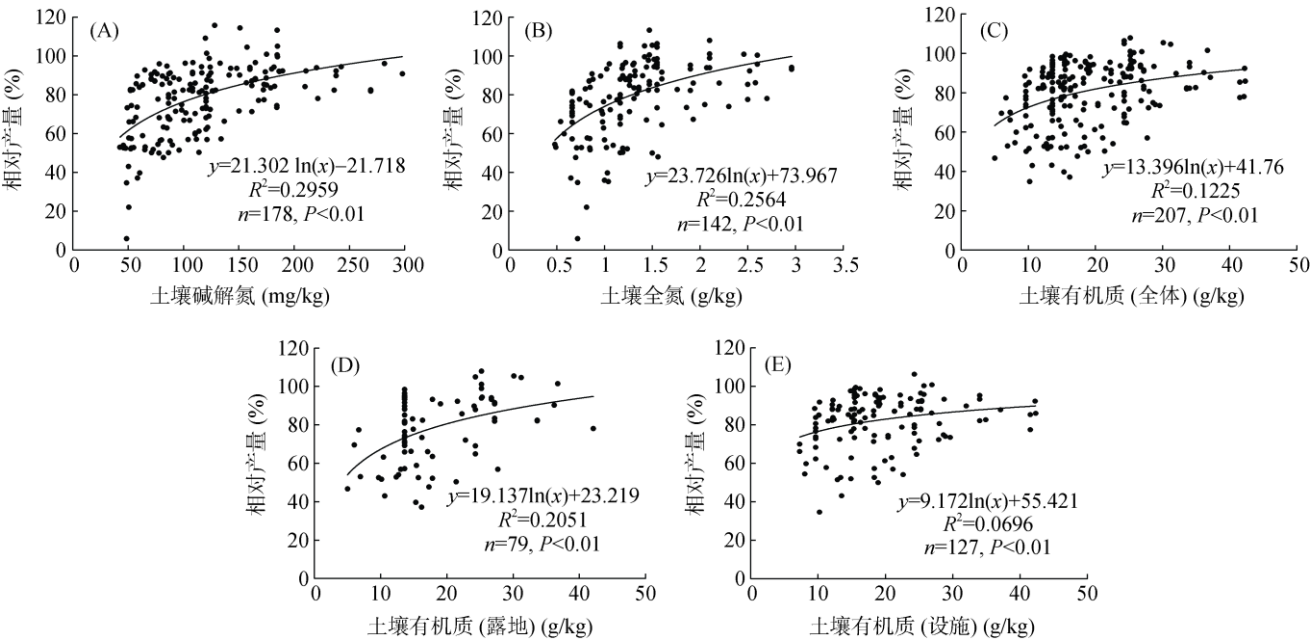 (A)
120
100
80
60
40
20
0
相对产量 (%)
y=21.302 ln(x)−21.718
R²=0.2959
n=178, P<0.01
0 50 100 150 200 250 300
土壤碱解氮 (mg/kg)
(B)
120
100
80
60
40
20
0
相对产量 (%)
y=23.726ln(x)+73.967
R²=0.2564
n=142, P<0.01
0 0.5 1 1.5 2 2.5 3 3.5
土壤全氮 (g/kg)
(C)
120
100
80
60
40
20
0
相对产量 (%)
y=13.396ln(x)+41.76
R²=0.1225
n=207, P<0.01
0 10 20 30 40 50
土壤有机质 (全体) (g/kg)
(D)
120
100
80
60
40
20
0
相对产量 (%)
y=19.137ln(x)+23.219
R²=0.2051
n=79, P<0.01
0 10 20 30 40 50
土壤有机质 (露地) (g/kg)
(E)
120
100
80
60
40
20
0
相对产量 (%)
y=9.172ln(x)+55.421
R²=0.0696
n=127, P<0.01
0 10 20 30 40 50
土壤有机质 (设施) (g/kg)